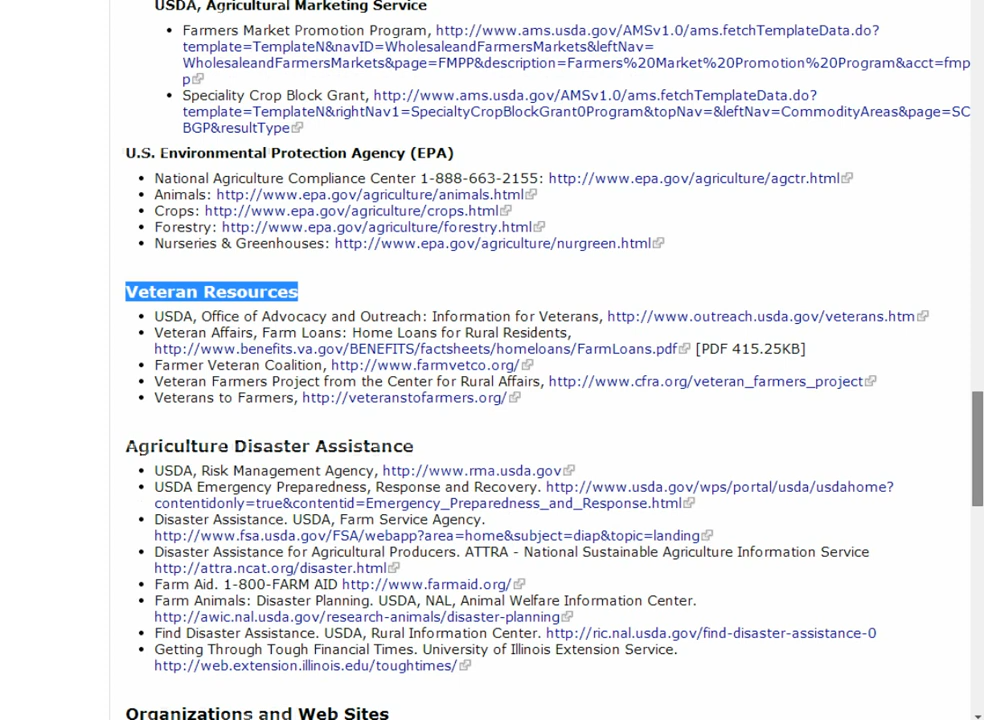 USDA, Agricultural Marketing Service
• Farmers Market Promotion Program, http://www.ams.usda.gov/AMSv1.0/ams.fetchTemplateData.do?
template=TemplateN&navID=WholesaleandFarmersMarkets&leftNav=
WholesaleandFarmersMarkets&page=FMPP&description=Farmers%20Market%20Promotion%20Program&acct=fmp
p
• Speciality Crop Block Grant, http://www.ams.usda.gov/AMSv1.0/ams.fetchTemplateData.do?
template=TemplateN&rightNav1=SpecialtyCropBlockGrant0Program&topNav=&leftNav=CommodityAreas&page=SC
BGP&resultType
U.S. Environmental Protection Agency (EPA)
• National Agriculture Compliance Center 1-888-663-2155: http://www.epa.gov/agriculture/agctr.html
• Animals: http://www.epa.gov/agriculture/animals.html
• Crops: http://www.epa.gov/agriculture/crops.html
• Forestry: http://www.epa.gov/agriculture/forestry.html
• Nurseries & Greenhouses: http://www.epa.gov/agriculture/nurgreen.html
Veteran Resources
• USDA, Office of Advocacy and Outreach: Information for Veterans, http://www.outreach.usda.gov/veterans.htm
• Veteran Affairs, Farm Loans: Home Loans for Rural Residents,
http://www.benefits.va.gov/BENEFITS/factsheets/homeloans/FarmLoans.pdf [PDF 415.25KB]
• Farmer Veteran Coalition, http://www.farmvetco.org/
• Veteran Farmers Project from the Center for Rural Affairs, http://www.cfra.org/veteran_farmers_project
• Veterans to Farmers, http://veteranstofarmers.org/
Agriculture Disaster Assistance
• USDA, Risk Management Agency, http://www.rma.usda.gov
• USDA Emergency Preparedness, Response and Recovery. http://www.usda.gov/wps/portal/usda/usdahome?
contentidonly=true&contentid=Emergency_Preparedness_and_Response.html
• Disaster Assistance. USDA, Farm Service Agency.
http://www.fsa.usda.gov/FSA/webapp?area=home&subject=diap&topic=landing
• Disaster Assistance for Agricultural Producers. ATTRA - National Sustainable Agriculture Information Service
http://attra.ncat.org/disaster.html
• Farm Aid. 1-800-FARM AID http://www.farmaid.org/
• Farm Animals: Disaster Planning. USDA, NAL, Animal Welfare Information Center.
http://awic.nal.usda.gov/research-animals/disaster-planning
• Find Disaster Assistance. USDA, Rural Information Center. http://ric.nal.usda.gov/find-disaster-assistance-0
• Getting Through Tough Financial Times. University of Illinois Extension Service.
http://web.extension.illinois.edu/toughtimes/
Organizations and Web Sites